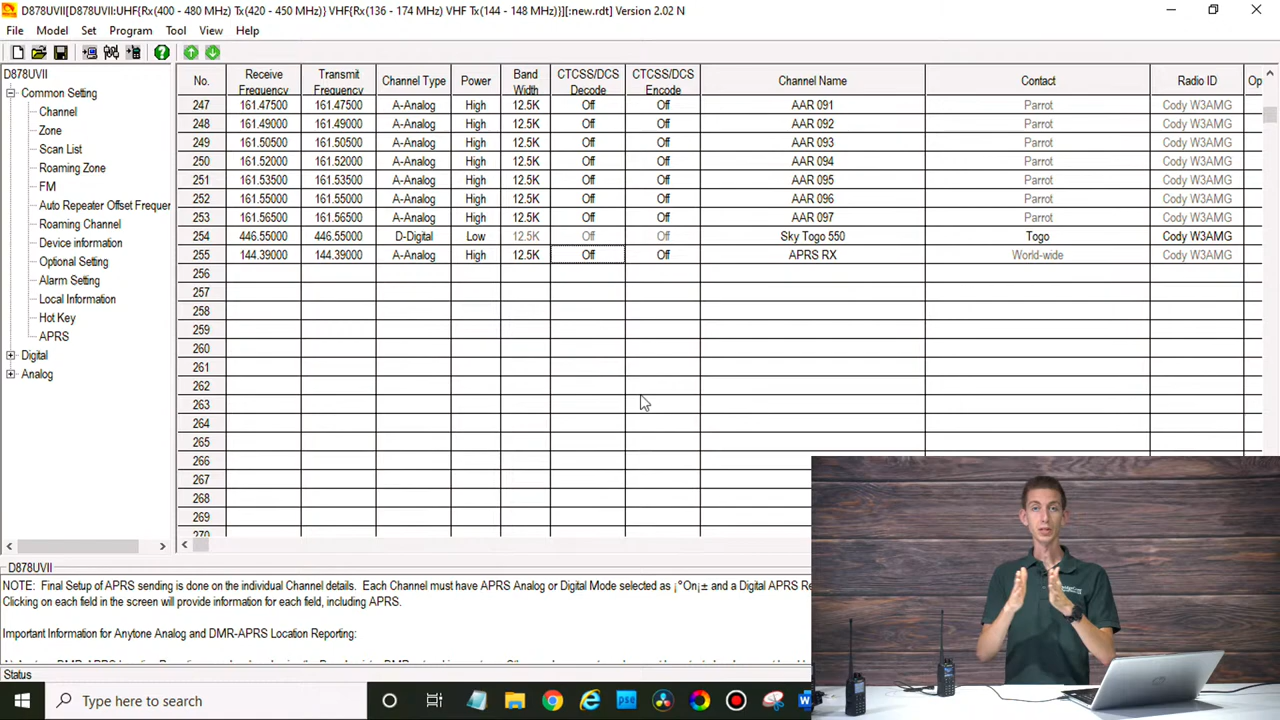 D878UVII[D878UVII:UHF{Rx(400 - 480 MHz) Tx(420 - 450 MHz)} VHF{Rx(136 - 174 MHz) VHF Tx(144 - 148 MHz)}][:new.rdt] Version 2.02 N
File Model Set Program Tool View Help
D878UVII
Common Setting
Channel
Zone
Scan List
Roaming Zone
FM
Auto Repeater Offset Frequer
Roaming Channel
Device information
Optional Setting
Alarm Setting
Local Information
Hot Key
APRS
Digital
Analog
No. Receive Frequency Transmit Frequency Channel Type Power Band Width CTCSS/DCS Decode CTCSS/DCS Encode Channel Name Contact Radio ID Op
247 161.47500 161.47500 A-Analog High 12.5K Off Off AAR 091 Parrot Cody W3AMG
248 161.49000 161.49000 A-Analog High 12.5K Off Off AAR 092 Parrot Cody W3AMG
249 161.50500 161.50500 A-Analog High 12.5K Off Off AAR 093 Parrot Cody W3AMG
250 161.52000 161.52000 A-Analog High 12.5K Off Off AAR 094 Parrot Cody W3AMG
251 161.53500 161.53500 A-Analog High 12.5K Off Off AAR 095 Parrot Cody W3AMG
252 161.55000 161.55000 A-Analog High 12.5K Off Off AAR 096 Parrot Cody W3AMG
253 161.56500 161.56500 A-Analog High 12.5K Off Off AAR 097 Parrot Cody W3AMG
254 446.55000 446.55000 D-Digital Low 12.5K Off Off Sky Togo 550 Togo Cody W3AMG
255 144.39000 144.39000 A-Analog High 12.5K Off Off APRS RX World-wide Cody W3AMG
256
257
258
259
260
261
262
263
264
265
266
267
268
269
270
D878UVII
NOTE: Final Setup of APRS sending is done on the individual Channel details. Each Channel must have APRS Analog or Digital Mode selected as ¡°On¡± and a Digital APRS Re
Clicking on each field in the screen will provide information for each field, including APRS.
Important Information for Anytone Analog and DMR-APRS Location Reporting:
Status
Type here to search